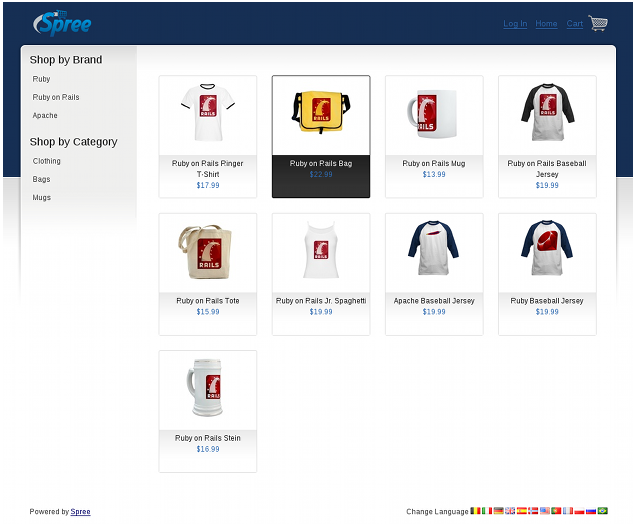 Spree
Log In Home Cart
Shop by Brand
Ruby
Ruby on Rails
Apache
Shop by Category
Clothing
Bags
Mugs
RAILS
Ruby on Rails Ringer
T-Shirt
$17.99
RAILS
Ruby on Rails Bag
$22.99
RAILS
Ruby on Rails Mug
$13.99
RAILS
Ruby on Rails Baseball
Jersey
$19.99
RAILS
Ruby on Rails Tote
$15.99
RAILS
Ruby on Rails Jr. Spaghetti
$19.99
Apache Baseball Jersey
$19.99
Ruby Baseball Jersey
$19.99
RAILS
Ruby on Rails Stein
$16.99
Powered by Spree
Change Language